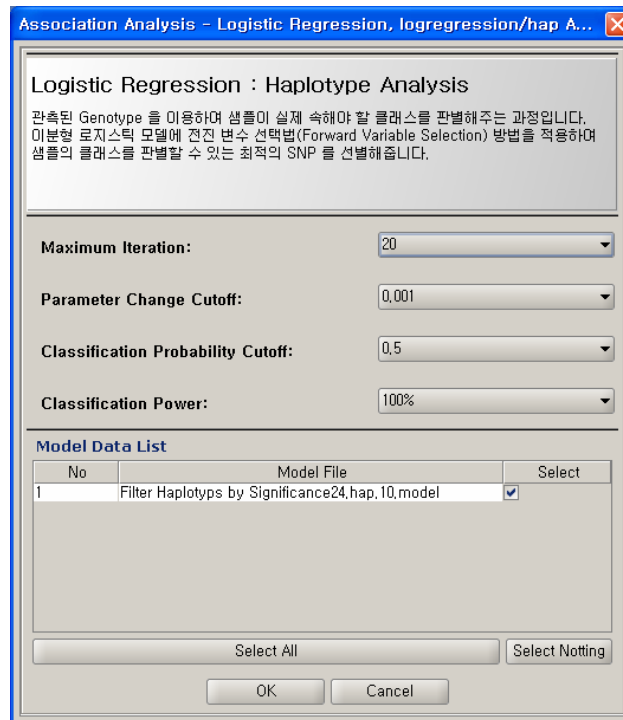 Association Analysis - Logistic Regression, logregression/hap A...
Logistic Regression : Haplotype Analysis
관측된 Genotype 을 이용하여 샘플이 실제 속해야 할 클래스를 판별해주는 과정입니다.
이분형 로지스틱 모델에 전진 변수 선택법(Forward Variable Selection) 방법을 적용하여
샘플의 클래스를 판별할 수 있는 최적의 SNP 를 선별해줍니다.
Maximum Iteration: 20
Parameter Change Cutoff: 0,001
Classification Probability Cutoff: 0,5
Classification Power: 100%
Model Data List
No Model File Select
1 Filter Haplotyps by Significance24,hap,10,model
Select All Select Notting
OK Cancel